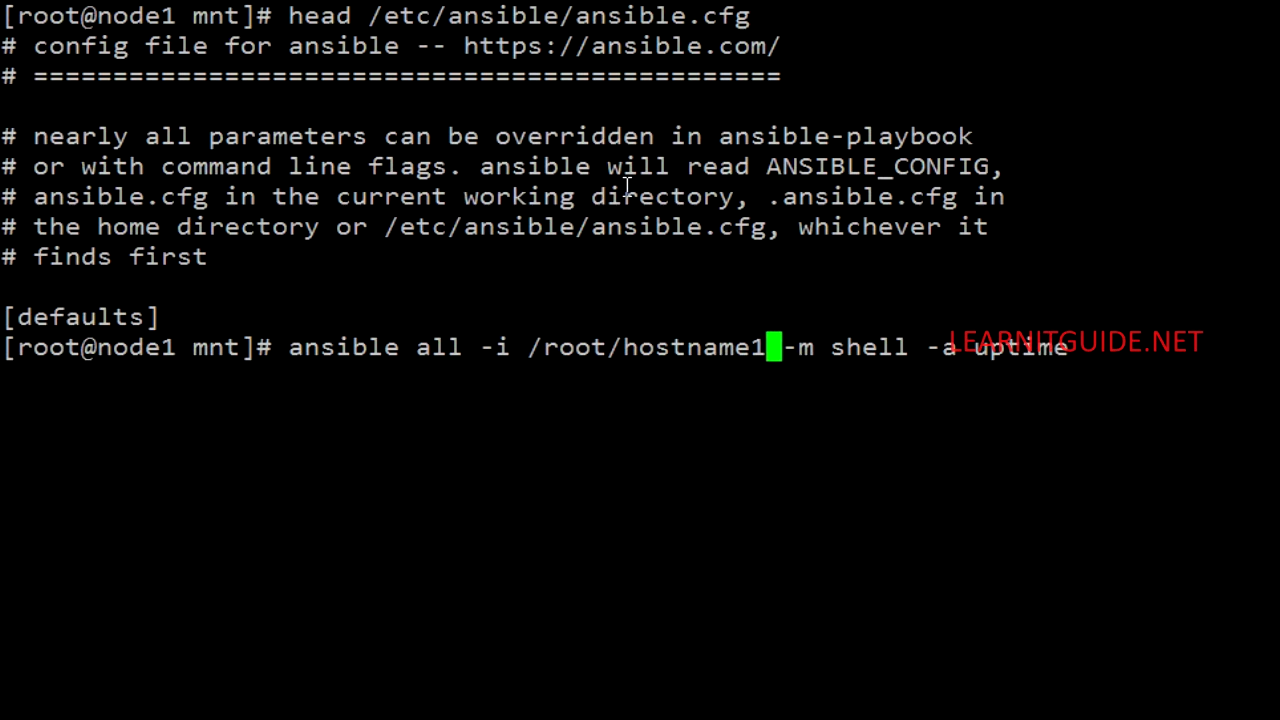 [root@node1 mnt]# head /etc/ansible/ansible.cfg
# config file for ansible -- https://ansible.com/
# ===============================================
# nearly all parameters can be overridden in ansible-playbook
# or with command line flags. ansible will read ANSIBLE_CONFIG,
# ansible.cfg in the current working directory, .ansible.cfg in
# the home directory or /etc/ansible/ansible.cfg, whichever it
# finds first
[defaults]
[root@node1 mnt]# ansible all -i /root/hostname1 -m shell -a uptime
LEARNITGUIDE.NET